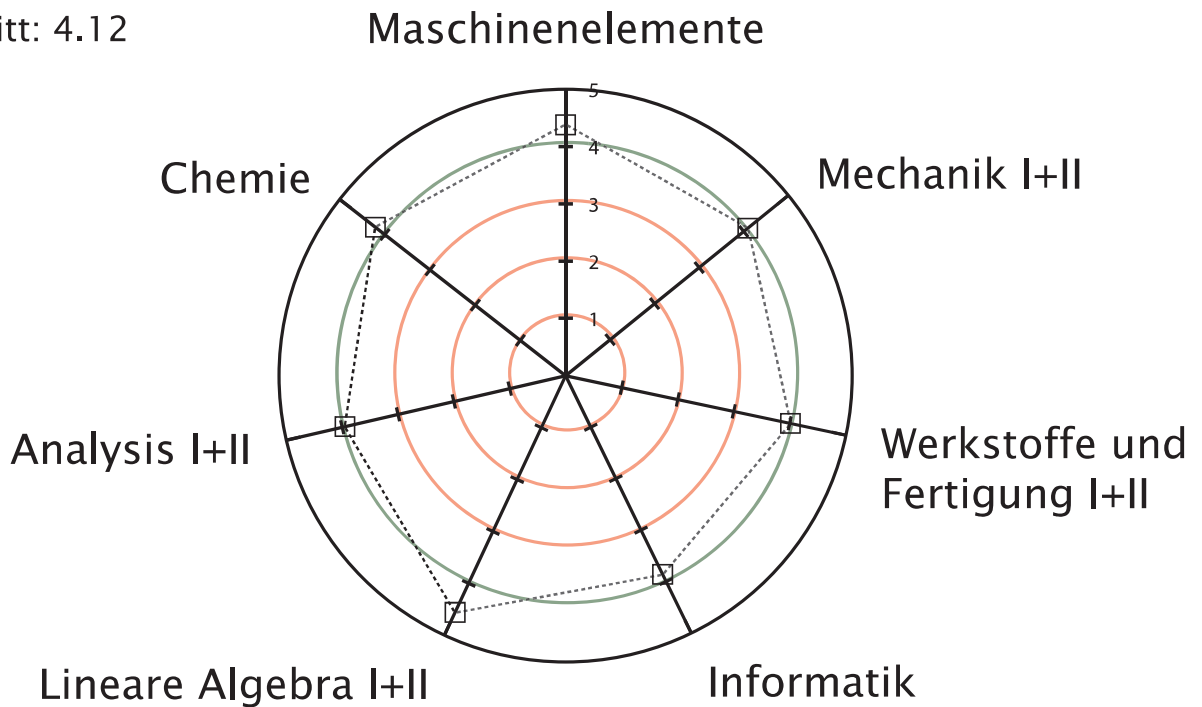 itt: 4.12
Maschinenelemente
5
4
3
2
1
Chemie
Mechanik I+II
Analysis I+II
Werkstoffe und
Fertigung I+II
Lineare Algebra I+II
Informatik